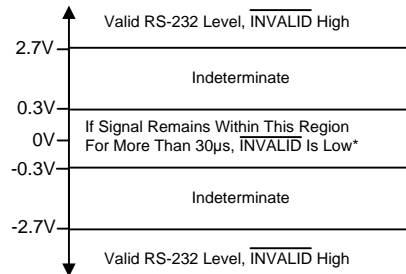 Valid RS-232 Level, INVALID High
2.7V
Indeterminate
0.3V
If Signal Remains Within This Region
0V
For More Than 30µs, INVALID Is Low*
-0.3V
Indeterminate
-2.7V
Valid RS-232 Level, INVALID High